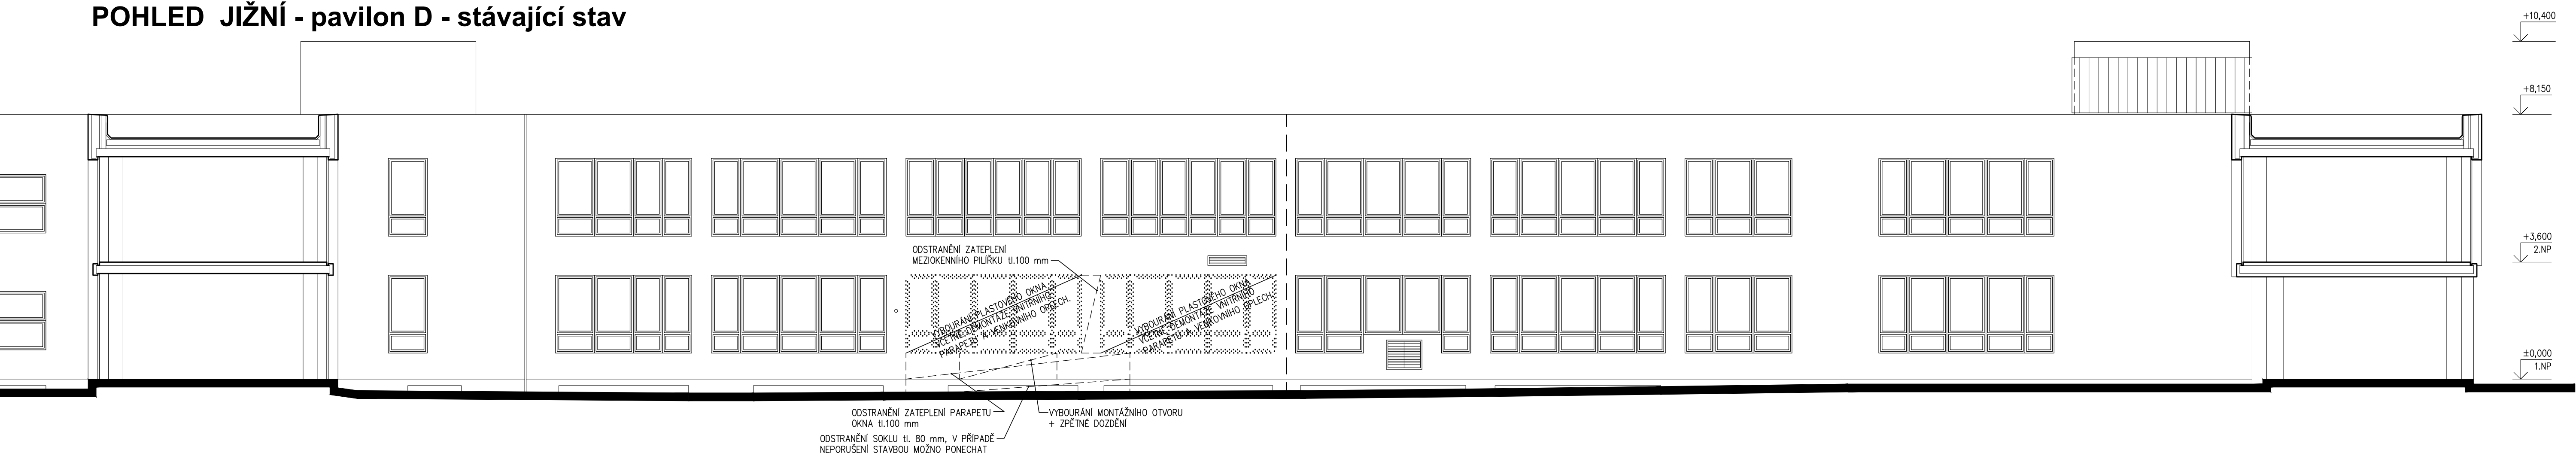 POHLED JIŽNÍ - pavilon D - stávající stav
+10,400
+8,150
+3,600
2.NP
±0,000
1.NP
ODSTRANĚNÍ ZATEPLENÍ
MEZIOKENNÍHO PILÍŘKU tl.100 mm
VYBOURÁNÍ PLASTOVÉHO OKNA
VČETNĚ DEMONTÁŽE VNITŘNÍHO
PARAPETU A VENKOVNÍHO OPLECH.
VYBOURÁNÍ PLASTOVÉHO OKNA
VČETNĚ DEMONTÁŽE VNITŘNÍHO
PARAPETU A VENKOVNÍHO OPLECH.
ODSTRANĚNÍ ZATEPLENÍ PARAPETU
OKNA tl.100 mm
VYBOURÁNÍ MONTÁŽNÍHO OTVORU
+ ZPĚTNÉ DOZDĚNÍ
ODSTRANĚNÍ SOKLU tl. 80 mm, V PŘÍPADĚ
NEPORUŠENÍ STAVBOU MOŽNO PONECHAT